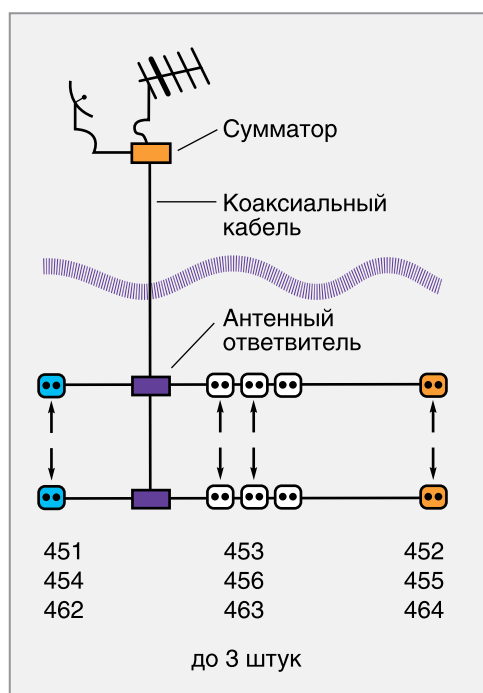 Сумматор
Коаксиальный
кабель
Антенный
ответвитель
451 453 452
454 456 455
462 463 464
до 3 штук